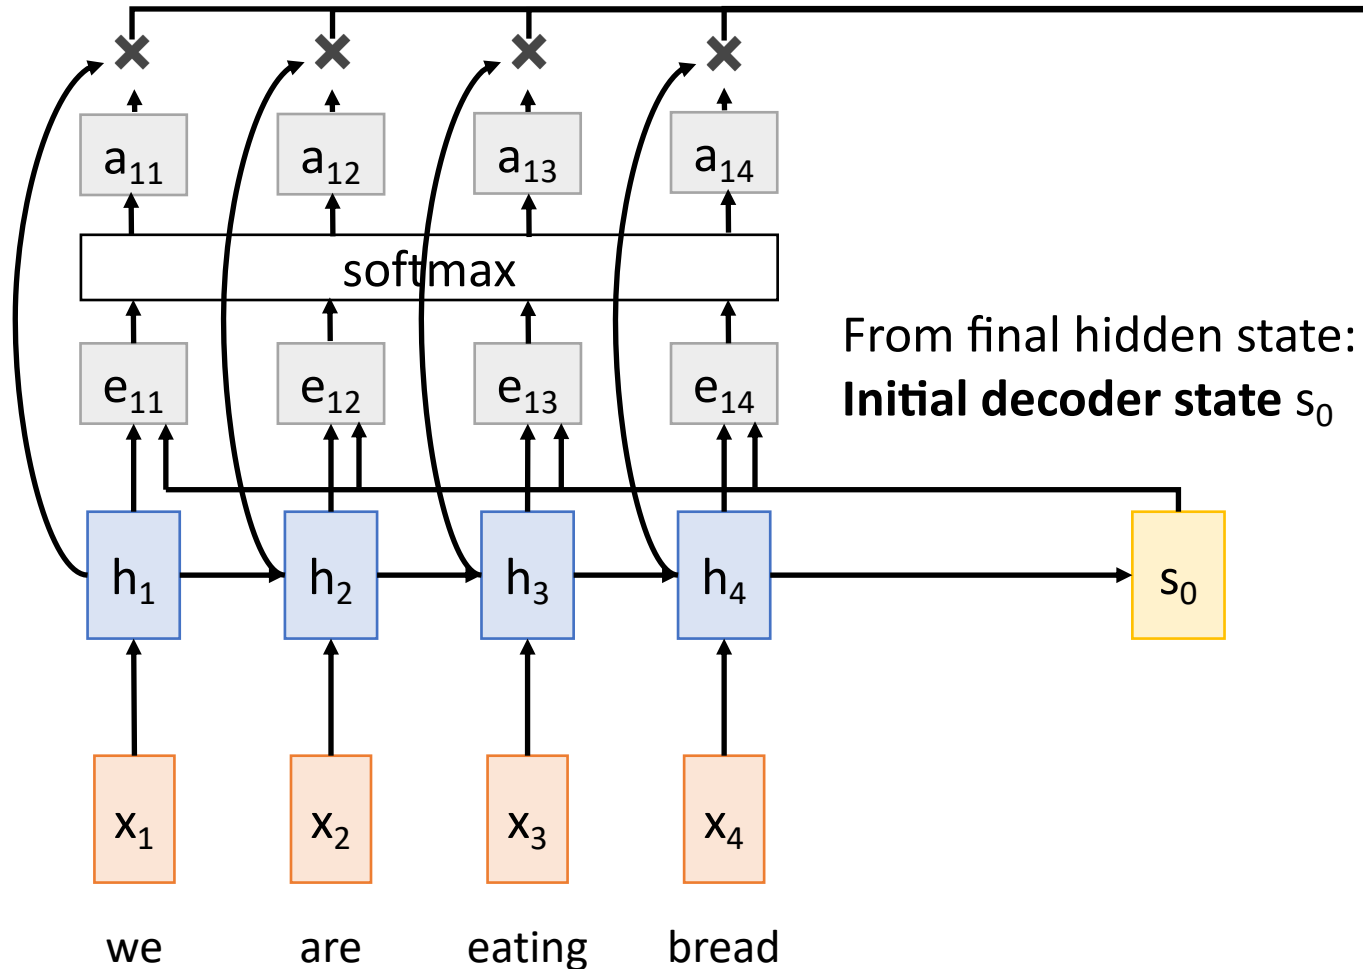 a₁₁ a₁₂ a₁₃ a₁₄
softmax
From final hidden state:
e₁₁ e₁₂ e₁₃ e₁₄
Initial decoder state s₀
h₁ h₂ h₃ h₄ s₀
x₁ x₂ x₃ x₄
we are eating bread